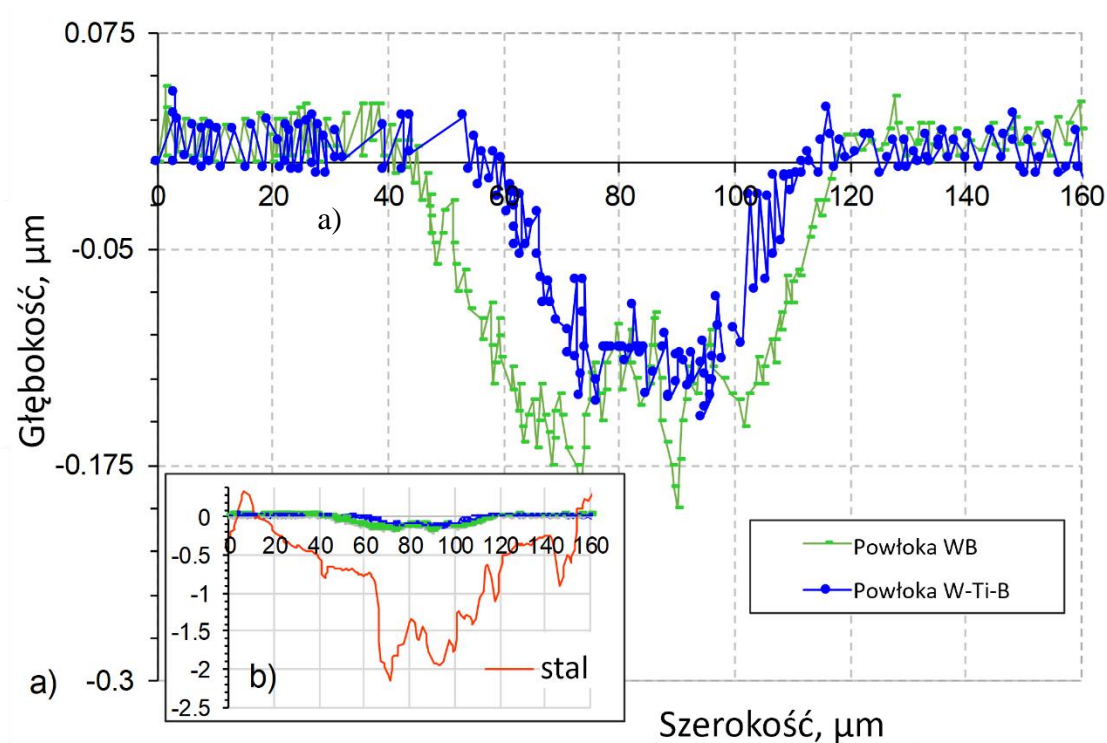 0.075
-0.05
-0.175
-0.3
Głębokość, µm
0 20 40 60 80 100 120 140 160
a)
Powłoka WB
Powłoka W-Ti-B
0
-0.5
-1
-1.5
-2
-2.5
0 20 40 60 80 100 120 140 160
b)
stal
a)
Szerokość, µm